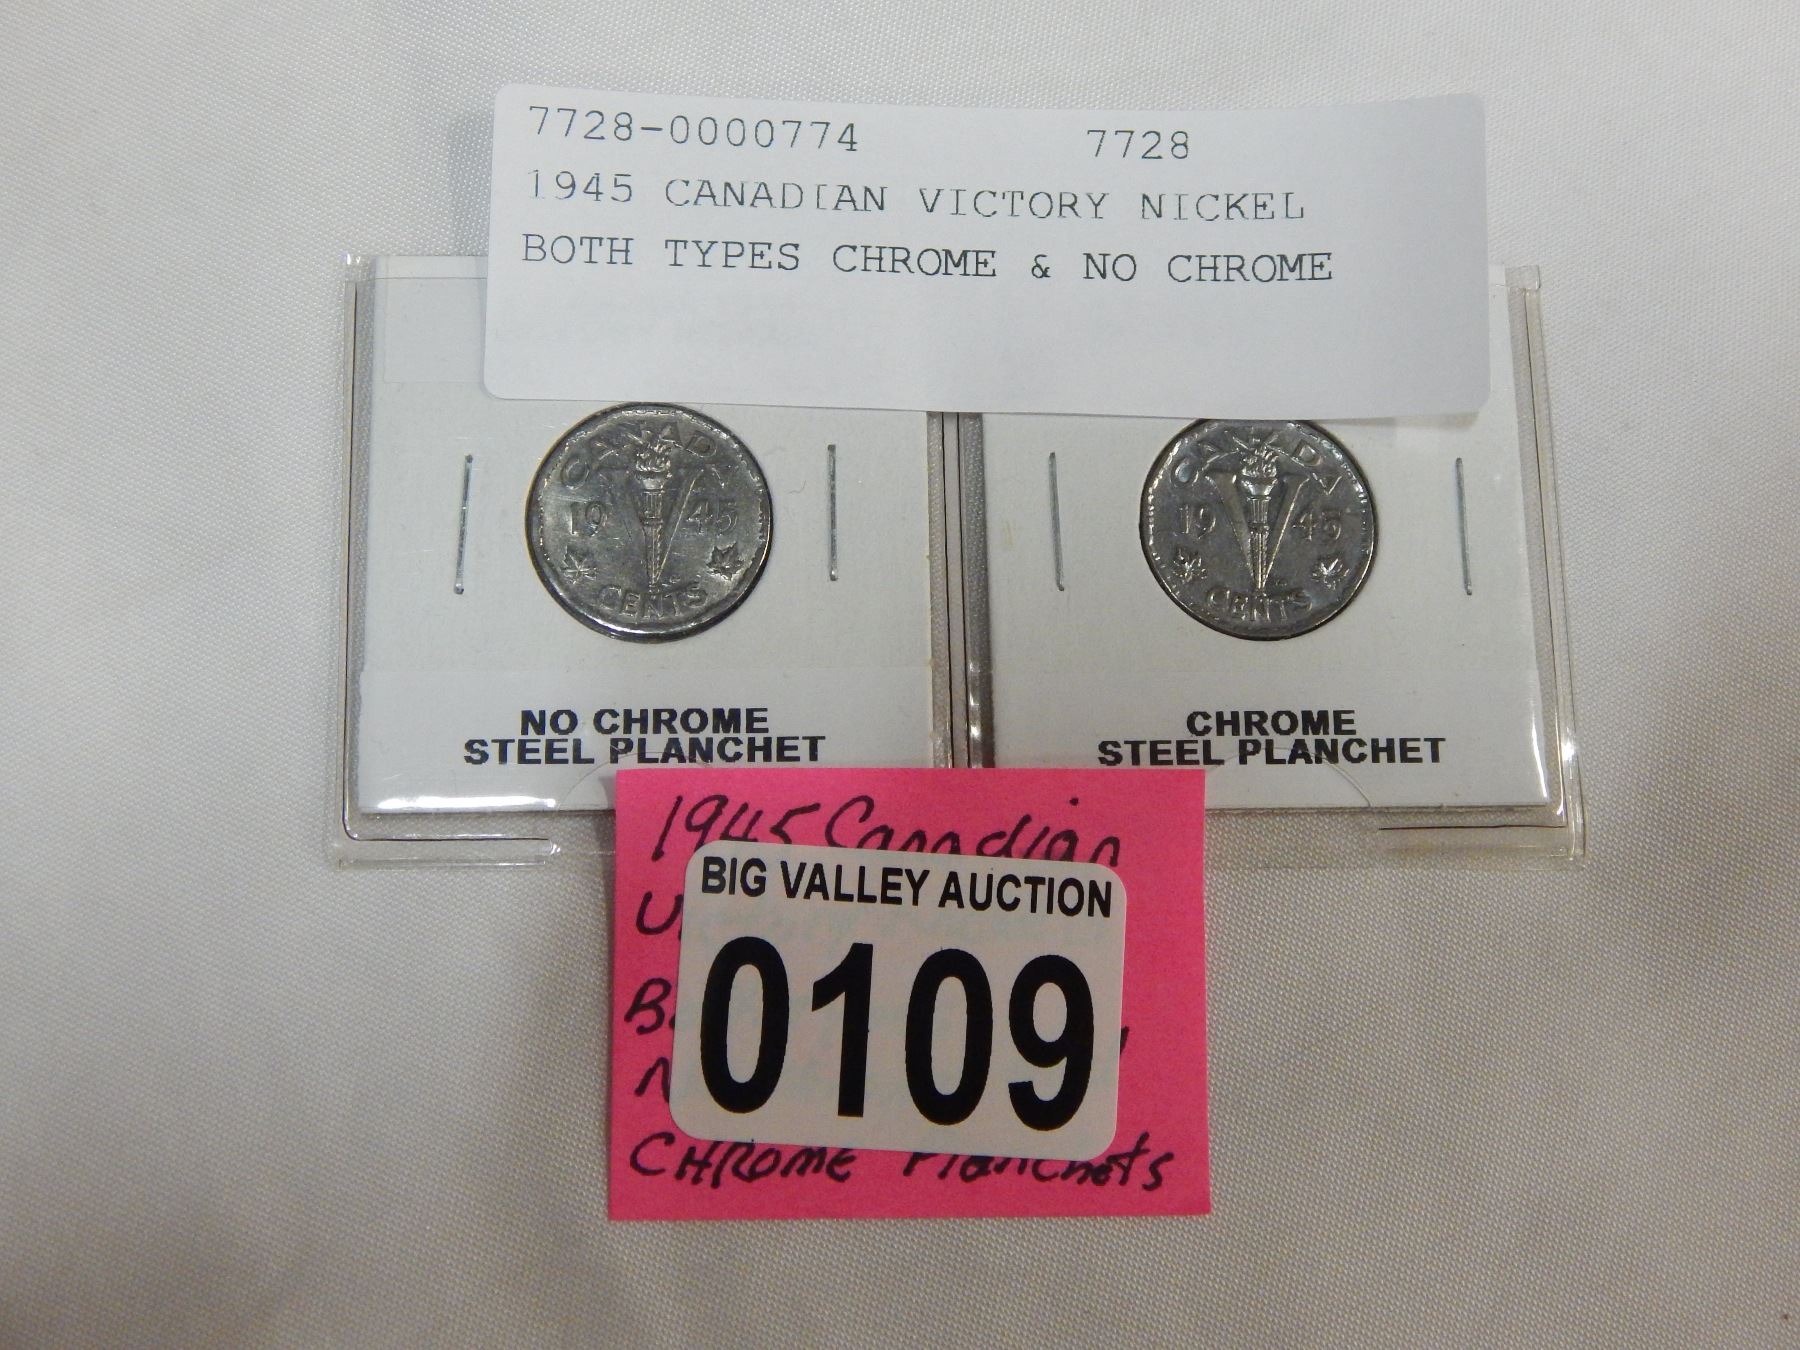 7728-0000774 7728
1945 CANADIAN VICTORY NICKEL
BOTH TYPES CHROME & NO CHROME
CANADA
19 45
CENTS
CANADA
19 45
CENTS
NO CHROME
STEEL PLANCHET
CHROME
STEEL PLANCHET
1945 Canadian
BIG VALLEY AUCTION
0109
CHROME Planchets